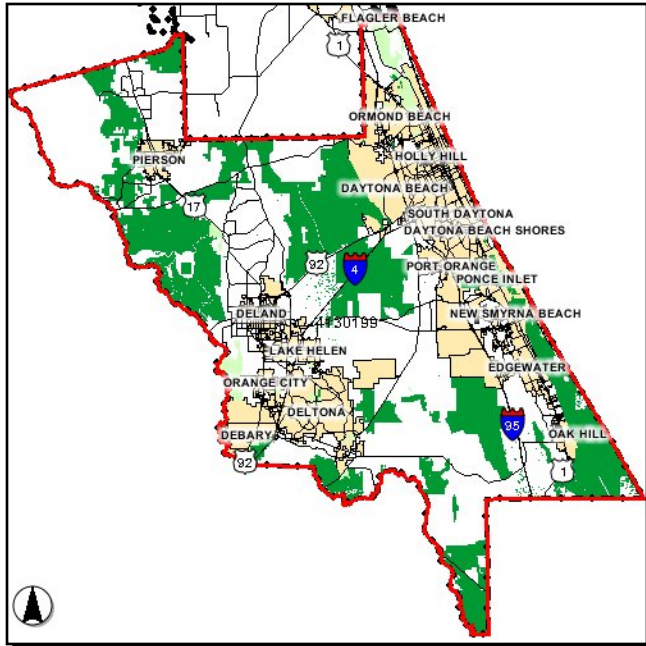 FLAGLER BEACH
1
ORMOND BEACH
HOLLY HILL
PIERSON
DAYTONA BEACH
17
SOUTH DAYTONA
DAYTONA BEACH SHORES
92
4
PORT ORANGE
PONCE INLET
DELAND
NEW SMYRNA BEACH
4130199
LAKE HELEN
EDGEWATER
ORANGE CITY
DELTONA
95
DEBARY
OAK HILL
92
1